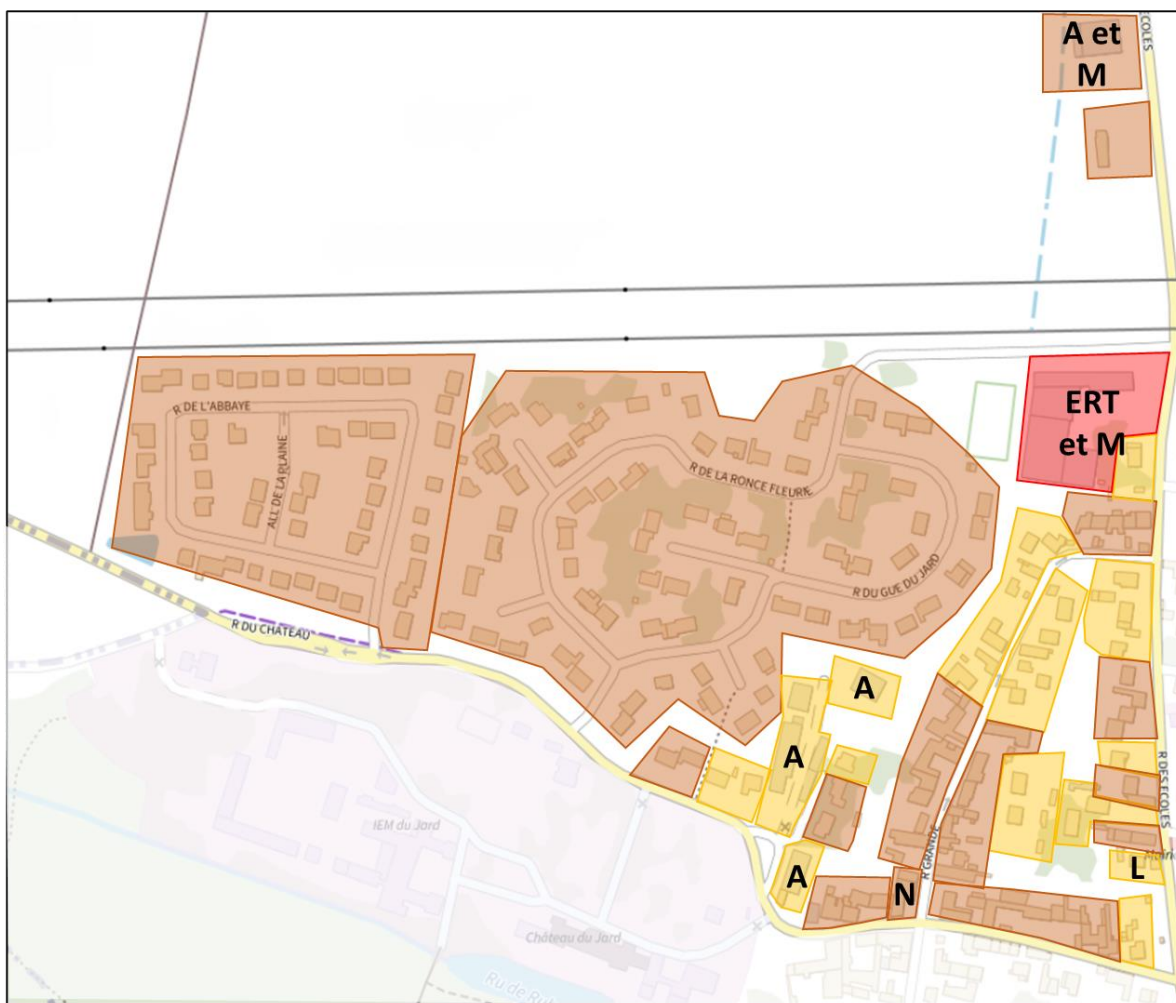 A et
M
ECOLES
ERT
et M
R DE L'ABBAYE
ALL DE LA PLAINE
R DE LA RONCE FLEURIE
R DU GUE DU JARD
R DU CHATEAU
A
A
A
N
L
R GRANDE
R DES ECOLES
IEM du Jard
Château du Jard